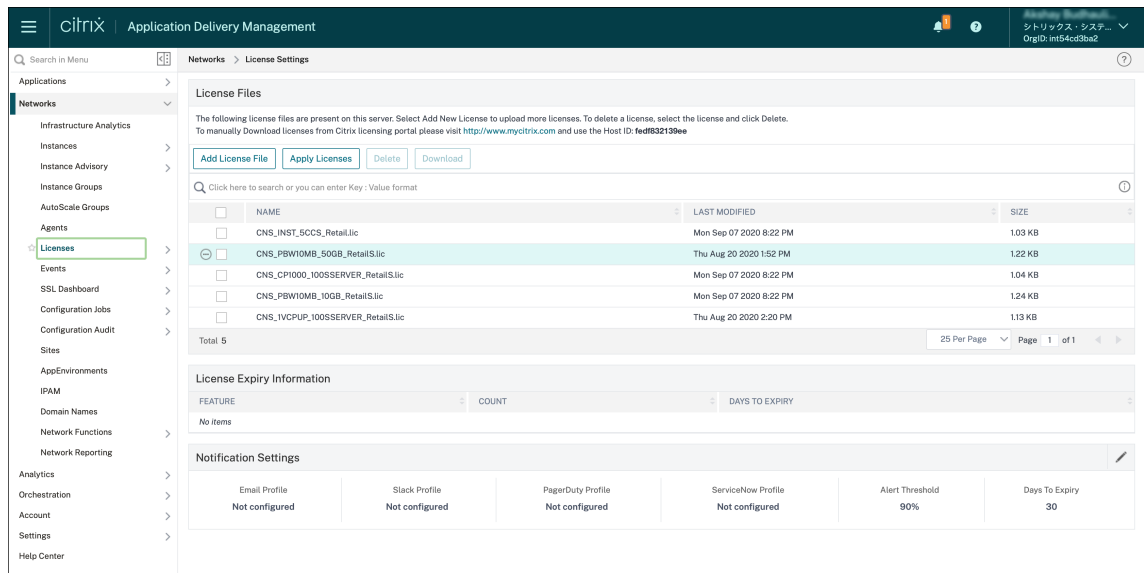 citrix | Application Delivery Management
1
?
シトリックス・システ...
OrgID: int54cd3ba2
Search in Menu
Networks > License Settings
?
Applications
Networks
Infrastructure Analytics
Instances
Instance Advisory
Instance Groups
AutoScale Groups
Agents
Licenses
Events
SSL Dashboard
Configuration Jobs
Configuration Audit
Sites
AppEnvironments
IPAM
Domain Names
Network Functions
Network Reporting
Analytics
Orchestration
Account
Settings
Help Center
License Files
The following license files are present on this server. Select Add New License to upload more licenses. To delete a license, select the license and click Delete.
To manually Download licenses from Citrix licensing portal please visit http://www.mycitrix.com and use the Host ID: fedf832139ee
Add License File Apply Licenses Delete Download
Click here to search or you can enter Key : Value format
NAME LAST MODIFIED SIZE
CNS_INST_5CCS_Retail.lic Mon Sep 07 2020 8:22 PM 1.03 KB
CNS_PBW10MB_50GB_RetailS.lic Thu Aug 20 2020 1:52 PM 1.22 KB
CNS_CP1000_100SSERVER_RetailS.lic Mon Sep 07 2020 8:22 PM 1.04 KB
CNS_PBW10MB_10GB_RetailS.lic Mon Sep 07 2020 8:22 PM 1.24 KB
CNS_1VCPUP_100SSERVER_RetailS.lic Thu Aug 20 2020 2:20 PM 1.13 KB
Total 5 25 Per Page Page 1 of 1
License Expiry Information
FEATURE COUNT DAYS TO EXPIRY
No items
Notification Settings
Email Profile Slack Profile PagerDuty Profile ServiceNow Profile Alert Threshold Days To Expiry
Not configured Not configured Not configured Not configured 90% 30